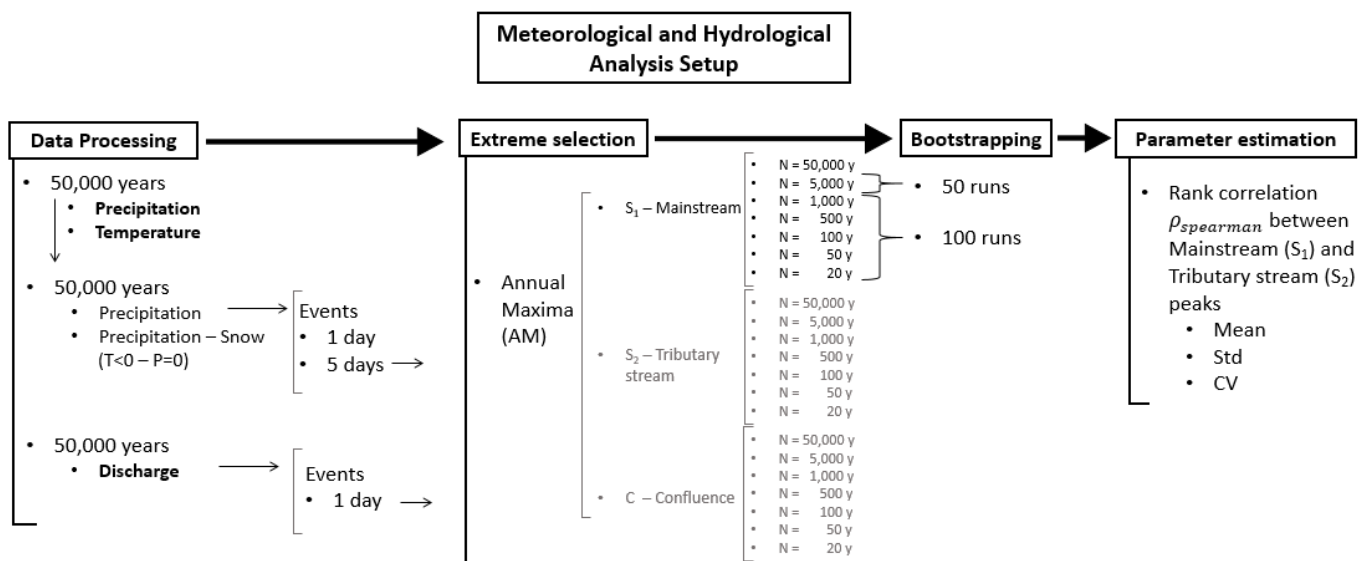 Meteorological and Hydrological
Analysis Setup
Data Processing
• 50,000 years
• Precipitation
• Temperature
• 50,000 years
• Precipitation
• Precipitation – Snow
(T<0 – P=0)
Events
• 1 day
• 5 days
• 50,000 years
• Discharge
Events
• 1 day
Extreme selection
• Annual
Maxima
(AM)
• S₁ – Mainstream
• N = 50,000 y
• N = 5,000 y
• N = 1,000 y
• N = 500 y
• N = 100 y
• N = 50 y
• N = 20 y
• S₂ – Tributary
stream
• N = 50,000 y
• N = 5,000 y
• N = 1,000 y
• N = 500 y
• N = 100 y
• N = 50 y
• N = 20 y
• C – Confluence
• N = 50,000 y
• N = 5,000 y
• N = 1,000 y
• N = 500 y
• N = 100 y
• N = 50 y
• N = 20 y
Bootstrapping
• 50 runs
• 100 runs
Parameter estimation
• Rank correlation
ρspearman between
Mainstream (S₁) and
Tributary stream (S₂)
peaks
• Mean
• Std
• CV